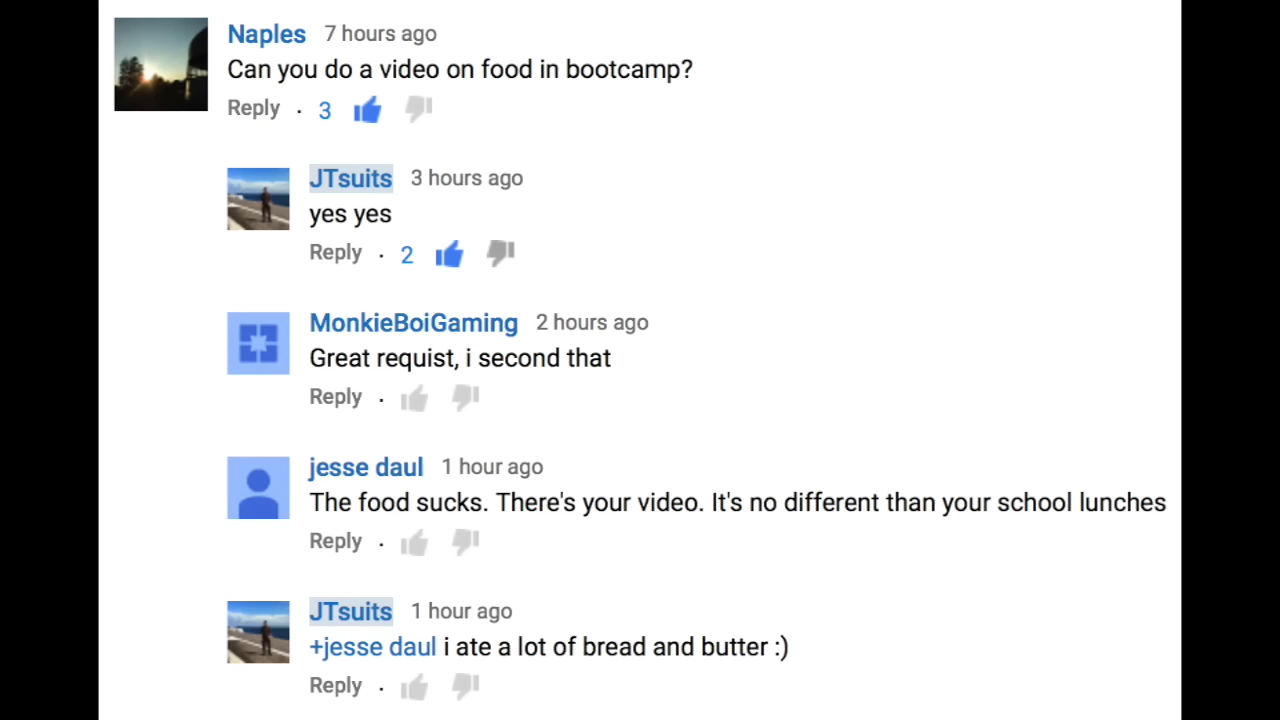 Naples 7 hours ago
Can you do a video on food in bootcamp?
Reply · 3
JTsuits 3 hours ago
yes yes
Reply · 2
MonkieBoiGaming 2 hours ago
Great requist, i second that
Reply ·
jesse daul 1 hour ago
The food sucks. There's your video. It's no different than your school lunches
Reply ·
JTsuits 1 hour ago
+jesse daul i ate a lot of bread and butter :)
Reply ·